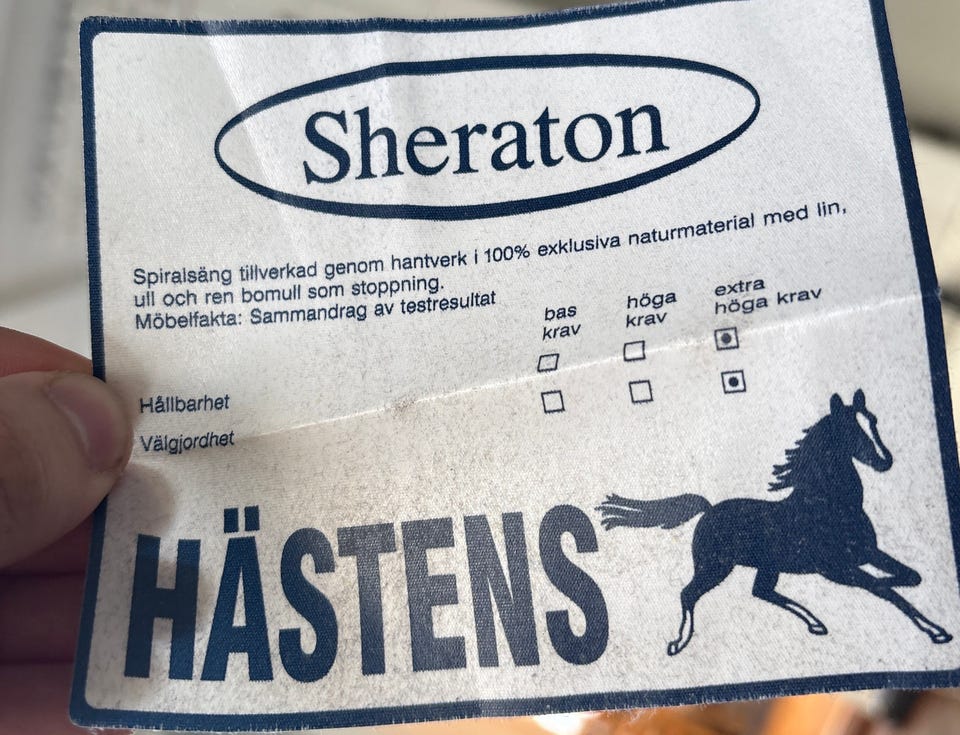 Sheraton
Spiralsäng tillverkad genom hantverk i 100% exklusiva naturmaterial med lin,
ull och ren bomull som stoppning.
Möbelfakta: Sammandrag av testresultat
bas krav
höga krav
extra höga krav
Hållbarhet
Välgjordhet
HÄSTENS